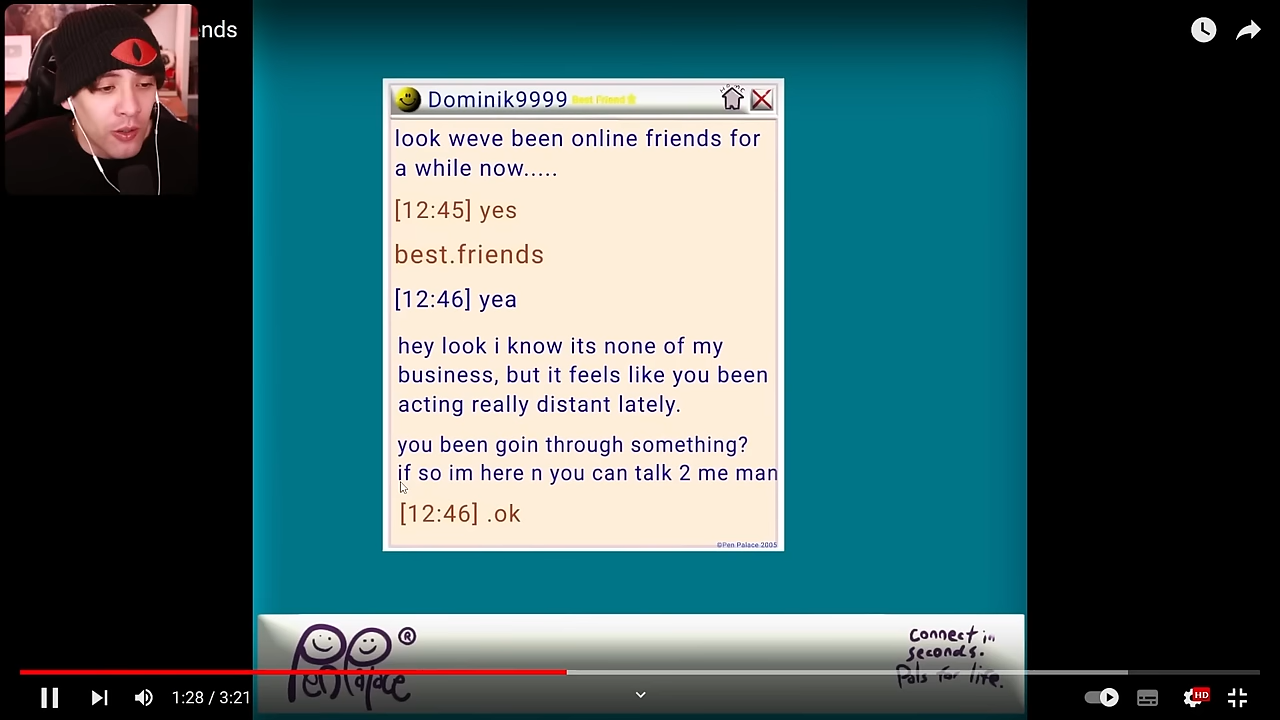 ends
Dominik9999 Best Friend
look weve been online friends for
a while now.....
[12:45] yes
best.friends
[12:46] yea
hey look i know its none of my
business, but it feels like you been
acting really distant lately.
you been goin through something?
if so im here n you can talk 2 me man
[12:46] .ok
©Pen Palace 2005
Pen Palace ®
Connect in
seconds.
Pals for life.
1:28 / 3:21
HD